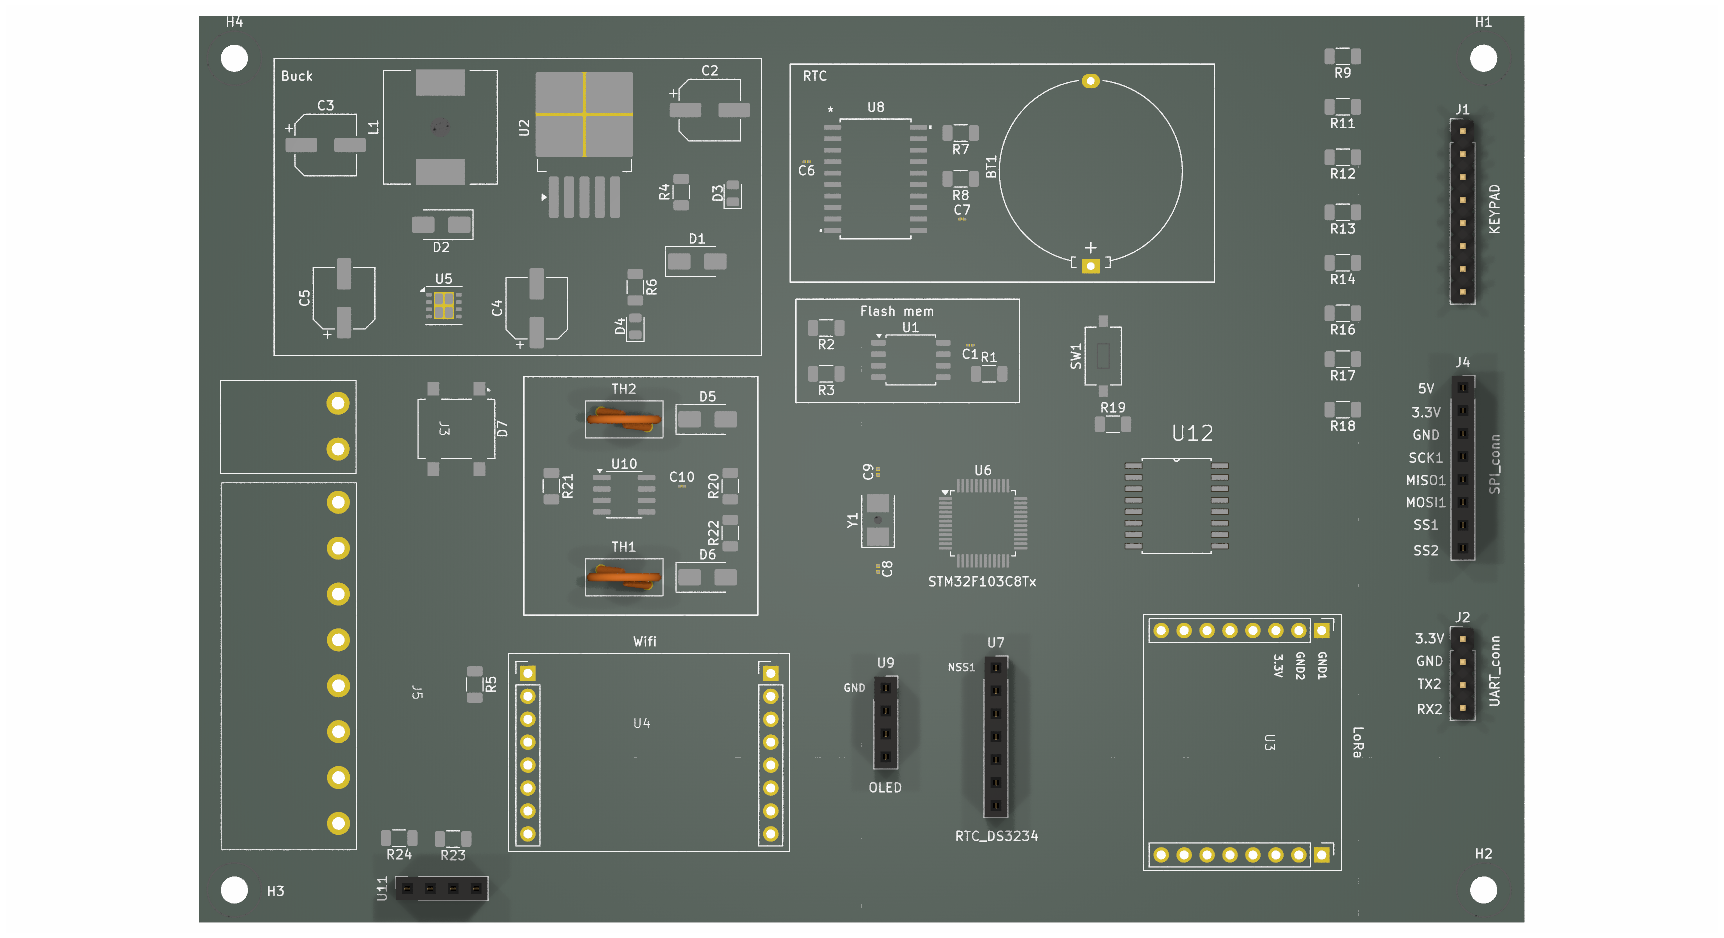 H4
H1
Buck
C3
L1
U2
C2
R4
D3
D2
D1
C5
U5
C4
R6
D4
RTC
*
U8
C6
R7
R8
C7
BT1
+
R9
R11
R12
R13
R14
R16
R17
R18
J1
KEYPAD
Flash mem
U1
R2
R3
C1
R1
SW1
R19
J3
D7
TH2
D5
R21
U10
C10
R20
R22
TH1
D6
C9
Y1
C8
U6
STM32F103C8Tx
U12
J4
5V
3.3V
GND
SCK1
MISO1
MOSI1
SS1
SS2
SPI_conn
J2
3.3V
GND
TX2
RX2
UART_conn
Wifi
U4
J5
R5
U9
GND
OLED
U7
NSS1
RTC_DS3234
3.3V
GND2
GND1
U3
LoRa
R24
R23
U11
H3
H2